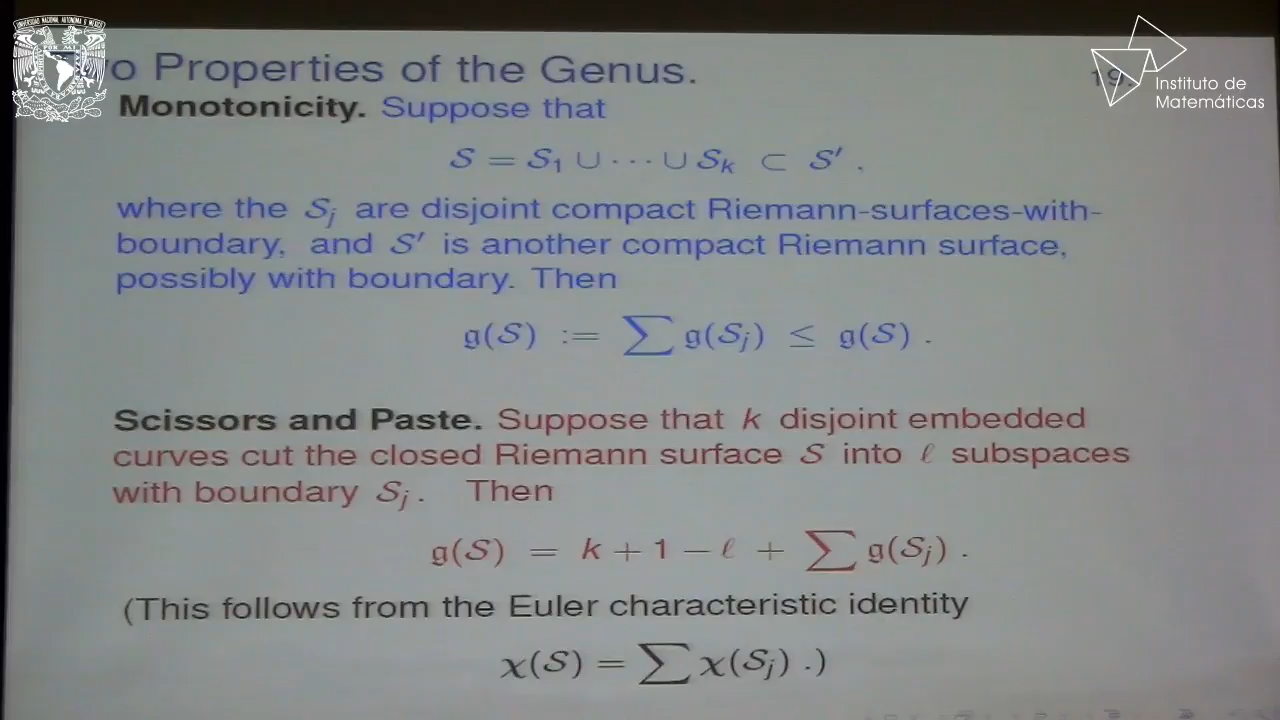 o Properties of the Genus.
19.
Instituto de
Matemáticas
Monotonicity. Suppose that
S = S₁ ∪ ··· ∪ Sₖ ⊂ S′ .
where the Sⱼ are disjoint compact Riemann-surfaces-with-
boundary, and S′ is another compact Riemann surface,
possibly with boundary. Then
𝔤(S) := ∑ 𝔤(Sⱼ) ≤ 𝔤(S) .
Scissors and Paste. Suppose that k disjoint embedded
curves cut the closed Riemann surface S into ℓ subspaces
with boundary Sⱼ. Then
𝔤(S) = k + 1 − ℓ + ∑ 𝔤(Sⱼ) .
(This follows from the Euler characteristic identity
χ(S) = ∑ χ(Sⱼ) .)